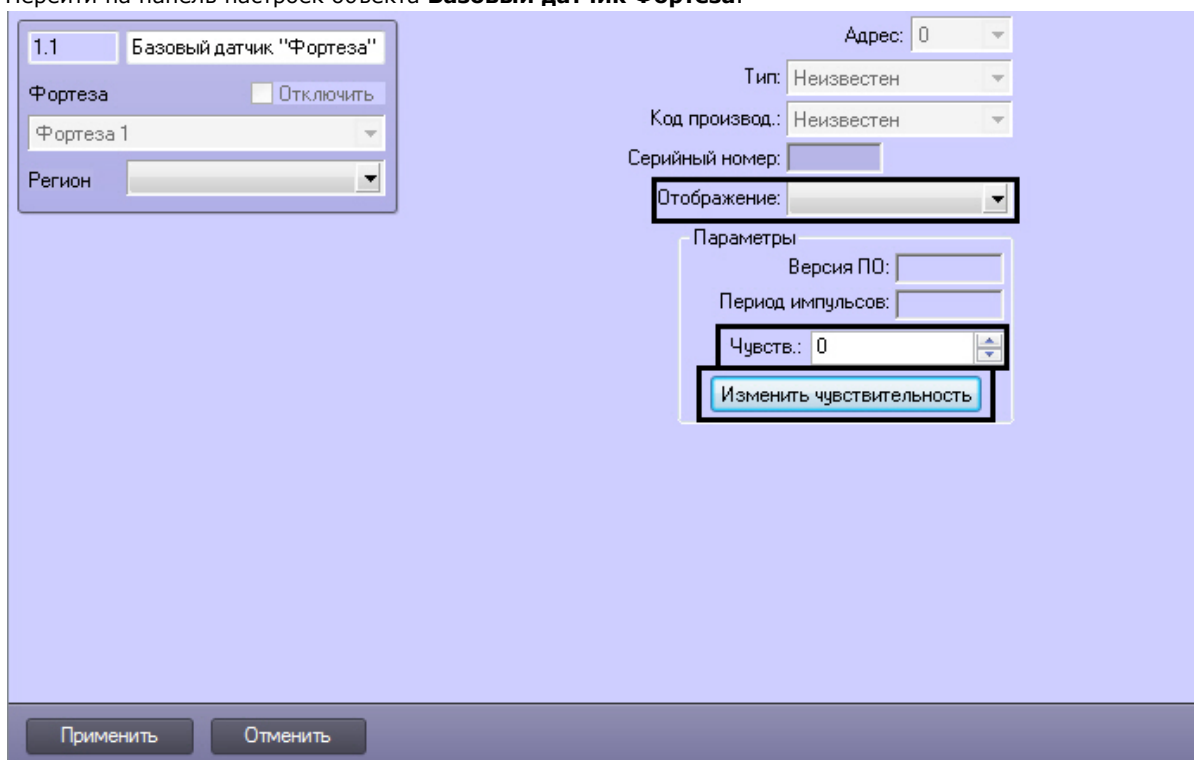 Перейти на панель настроек объекта Базовый датчик Фортеза.
1.1 Базовый датчик "Фортеза"
Фортеза Отключить
Фортеза 1
Регион
Адрес: 0
Тип: Неизвестен
Код производ.: Неизвестен
Серийный номер:
Отображение:
Параметры
Версия ПО:
Период импульсов:
Чувств.: 0
Изменить чувствительность
Применить Отменить